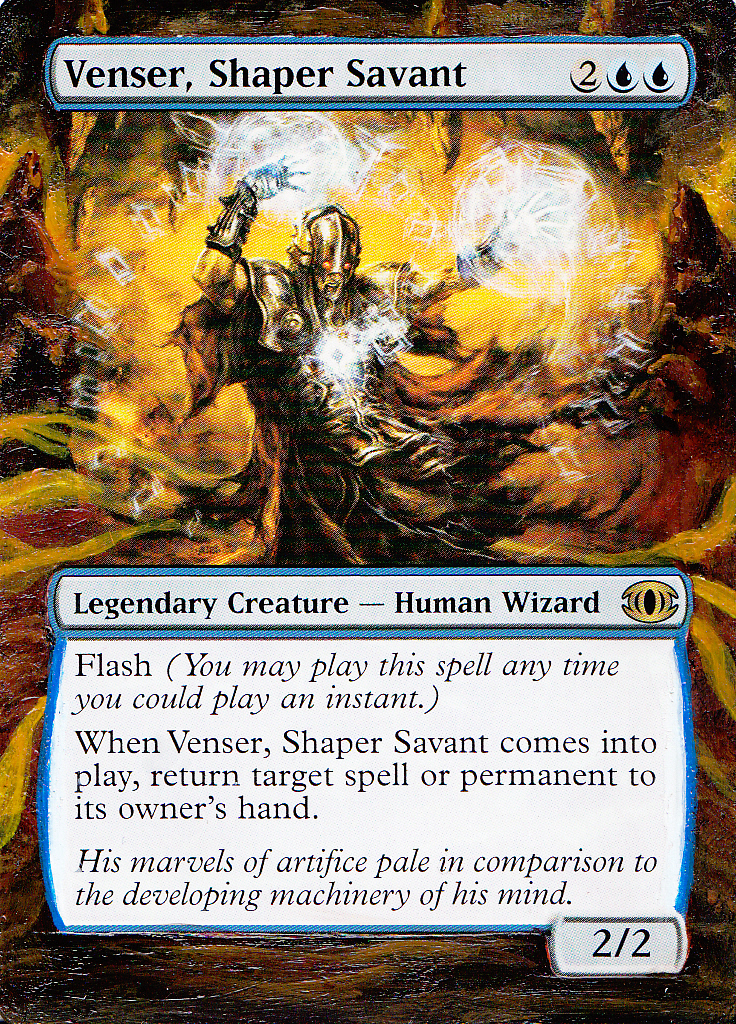 Venser, Shaper Savant
2
Legendary Creature — Human Wizard
Flash (You may play this spell any time
you could play an instant.)
When Venser, Shaper Savant comes into
play, return target spell or permanent to
its owner's hand.
His marvels of artifice pale in comparison to
the developing machinery of his mind.
2/2